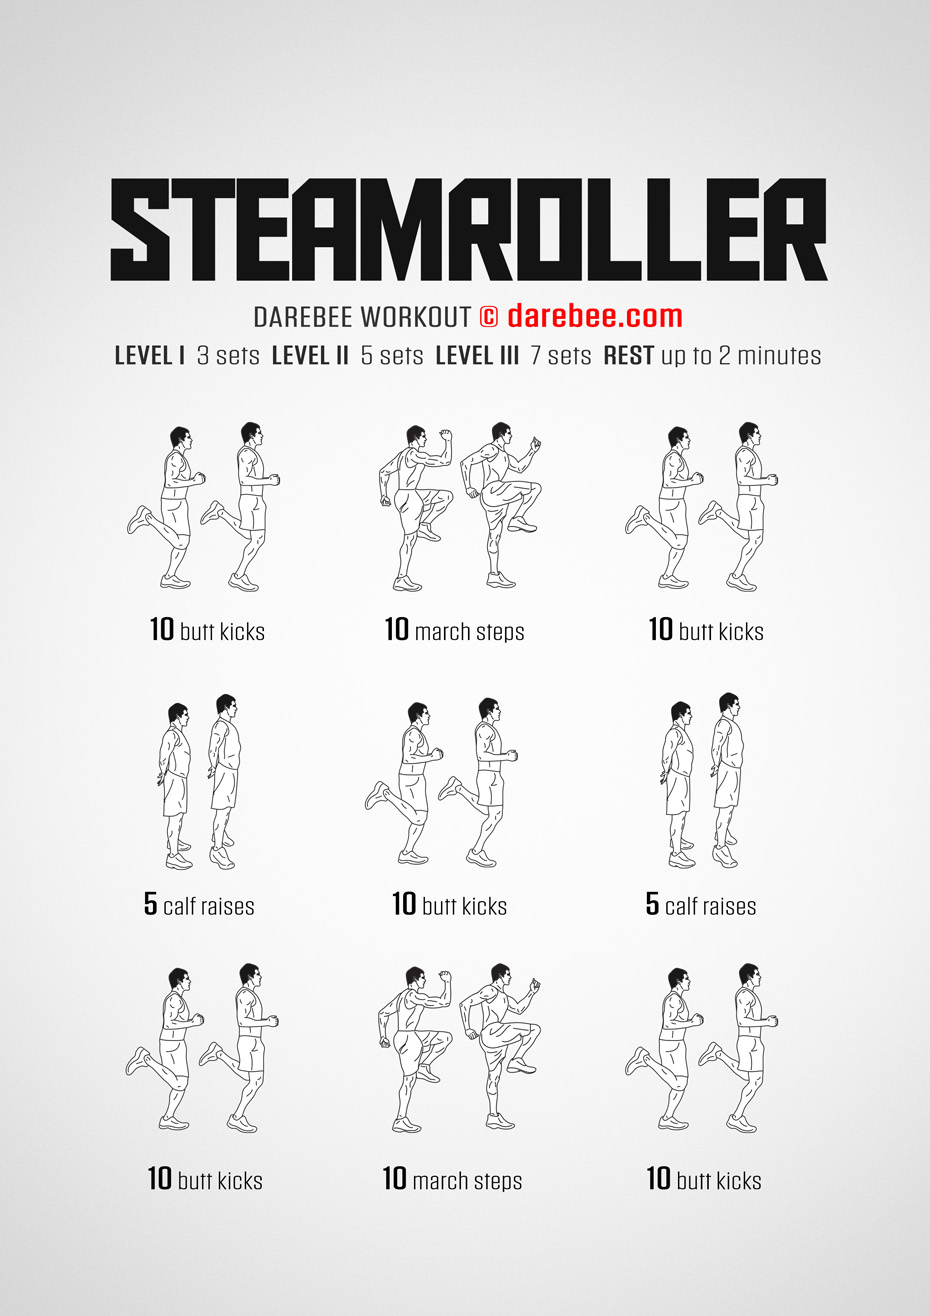 STEAMROLLER
DAREBEE WORKOUT © darebee.com
LEVEL I 3 sets LEVEL II 5 sets LEVEL III 7 sets REST up to 2 minutes
10 butt kicks
10 march steps
10 butt kicks
5 calf raises
10 butt kicks
5 calf raises
10 butt kicks
10 march steps
10 butt kicks